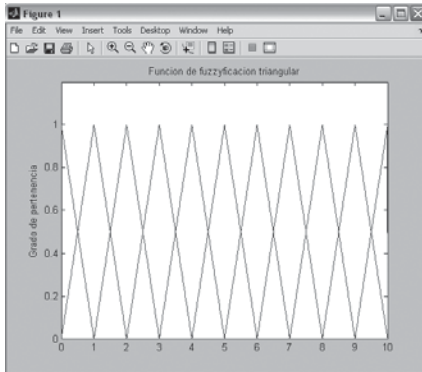 Figure 1
File Edit View Insert Tools Desktop Window Help
Funcion de fuzzyficacion triangular
Grado de pertenencia
1
0.8
0.6
0.4
0.2
0
0 1 2 3 4 5 6 7 8 9 10